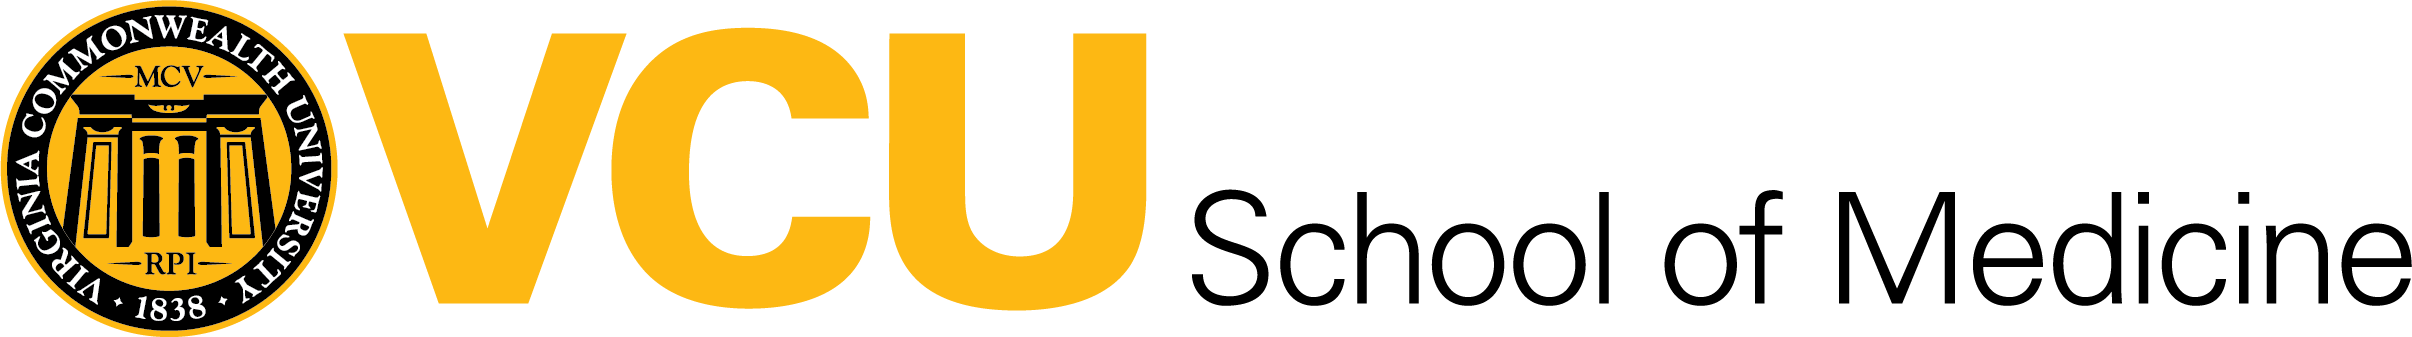 VIRGINIA COMMONWEALTH UNIVERSITY
MCV
RPI
· 1838 ·
VCU School of Medicine